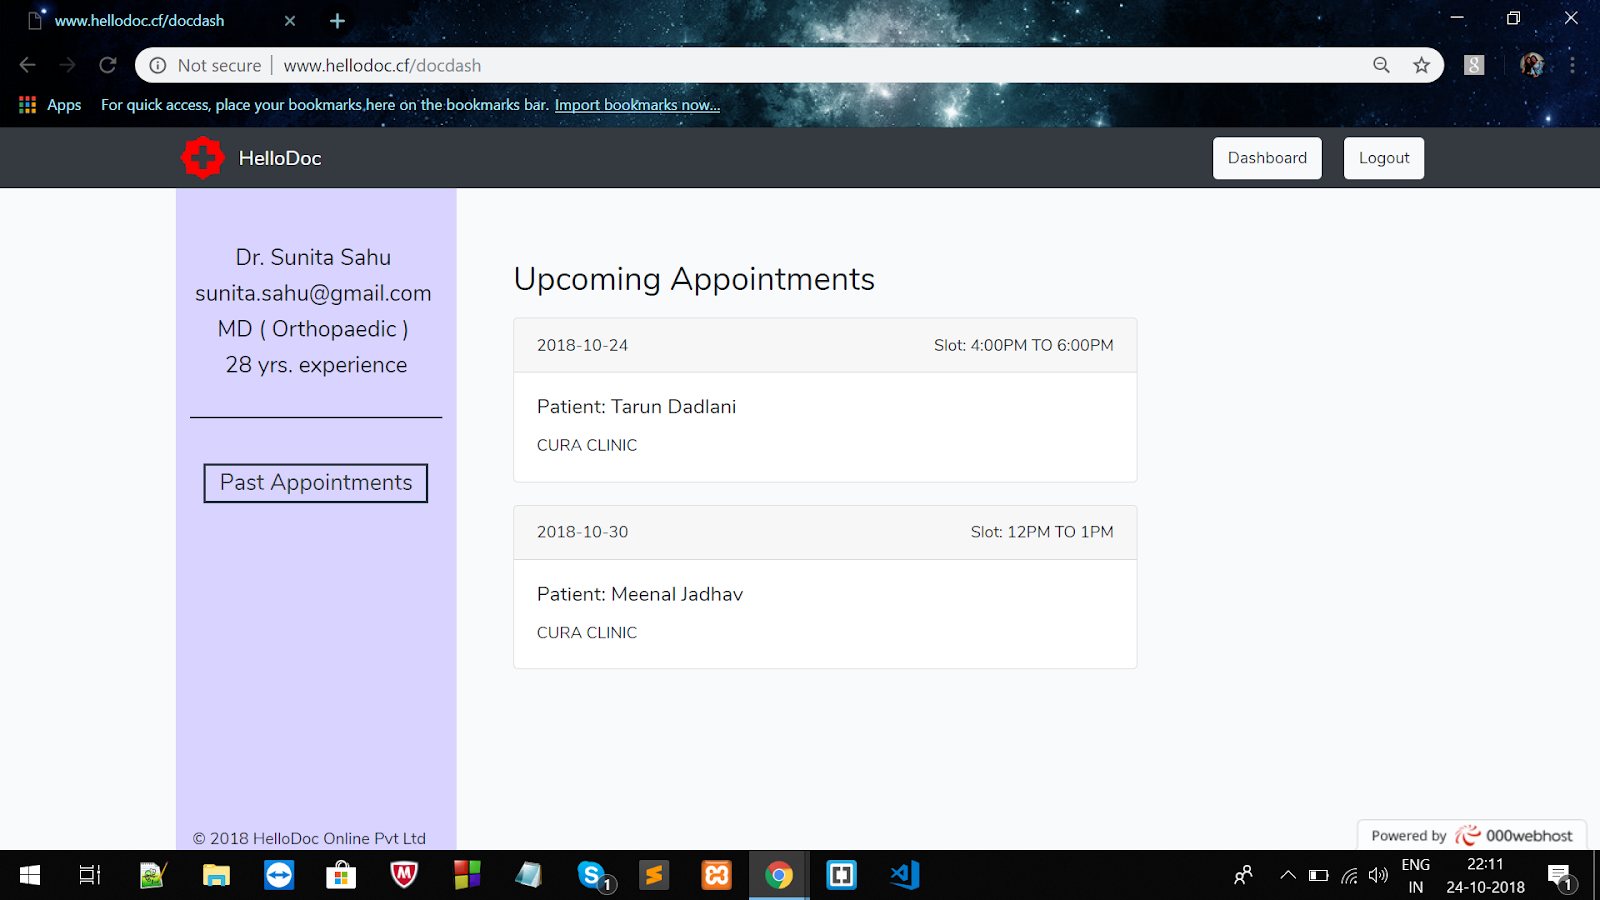 www.hellodoc.cf/docdash
Not secure www.hellodoc.cf/docdash
Apps For quick access, place your bookmarks here on the bookmarks bar. Import bookmarks now...
HelloDoc
Dashboard
Logout
Dr. Sunita Sahu
sunita.sahu@gmail.com
MD ( Orthopaedic )
28 yrs. experience
Past Appointments
© 2018 HelloDoc Online Pvt Ltd
Upcoming Appointments
2018-10-24 Slot: 4:00PM TO 6:00PM
Patient: Tarun Dadlani
CURA CLINIC
2018-10-30 Slot: 12PM TO 1PM
Patient: Meenal Jadhav
CURA CLINIC
Powered by 000webhost
ENG
IN
22:11
24-10-2018
1
1